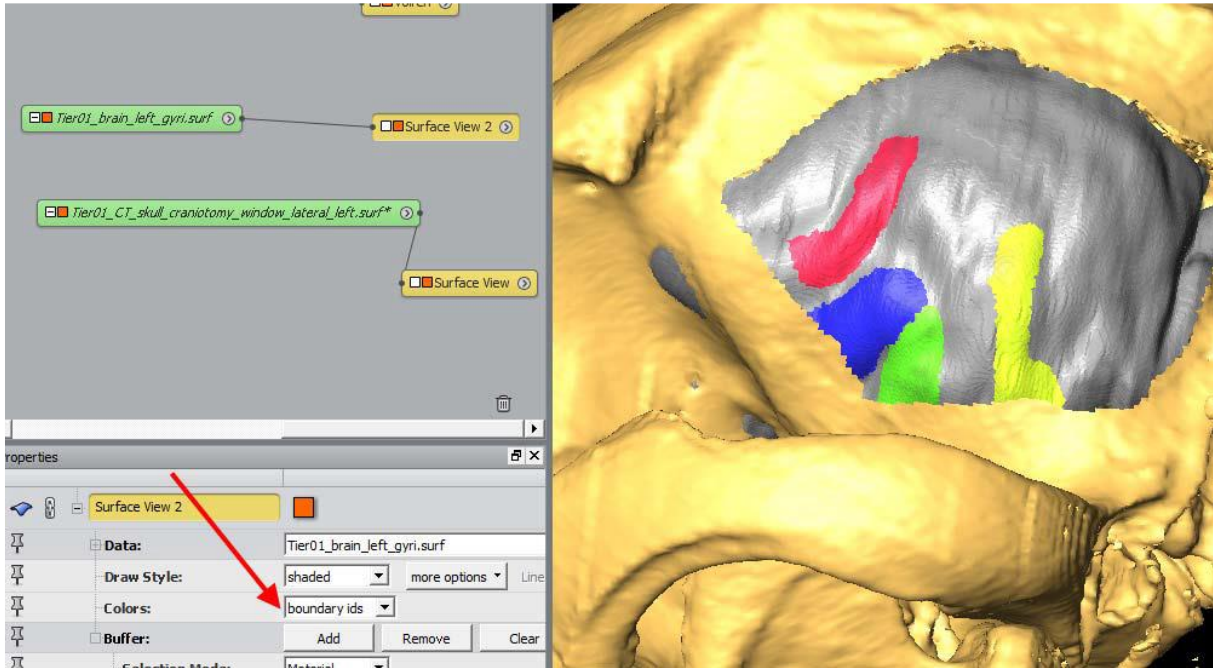 Tier01_brain_left_gyri.surf
Surface View 2
Tier01_CT_skull_craniotomy_window_lateral_left.surf*
Surface View
roperties
Surface View 2
Data: Tier01_brain_left_gyri.surf
Draw Style: shaded more options Line
Colors: boundary ids
Buffer: Add Remove Clear
Selection Mode: Material